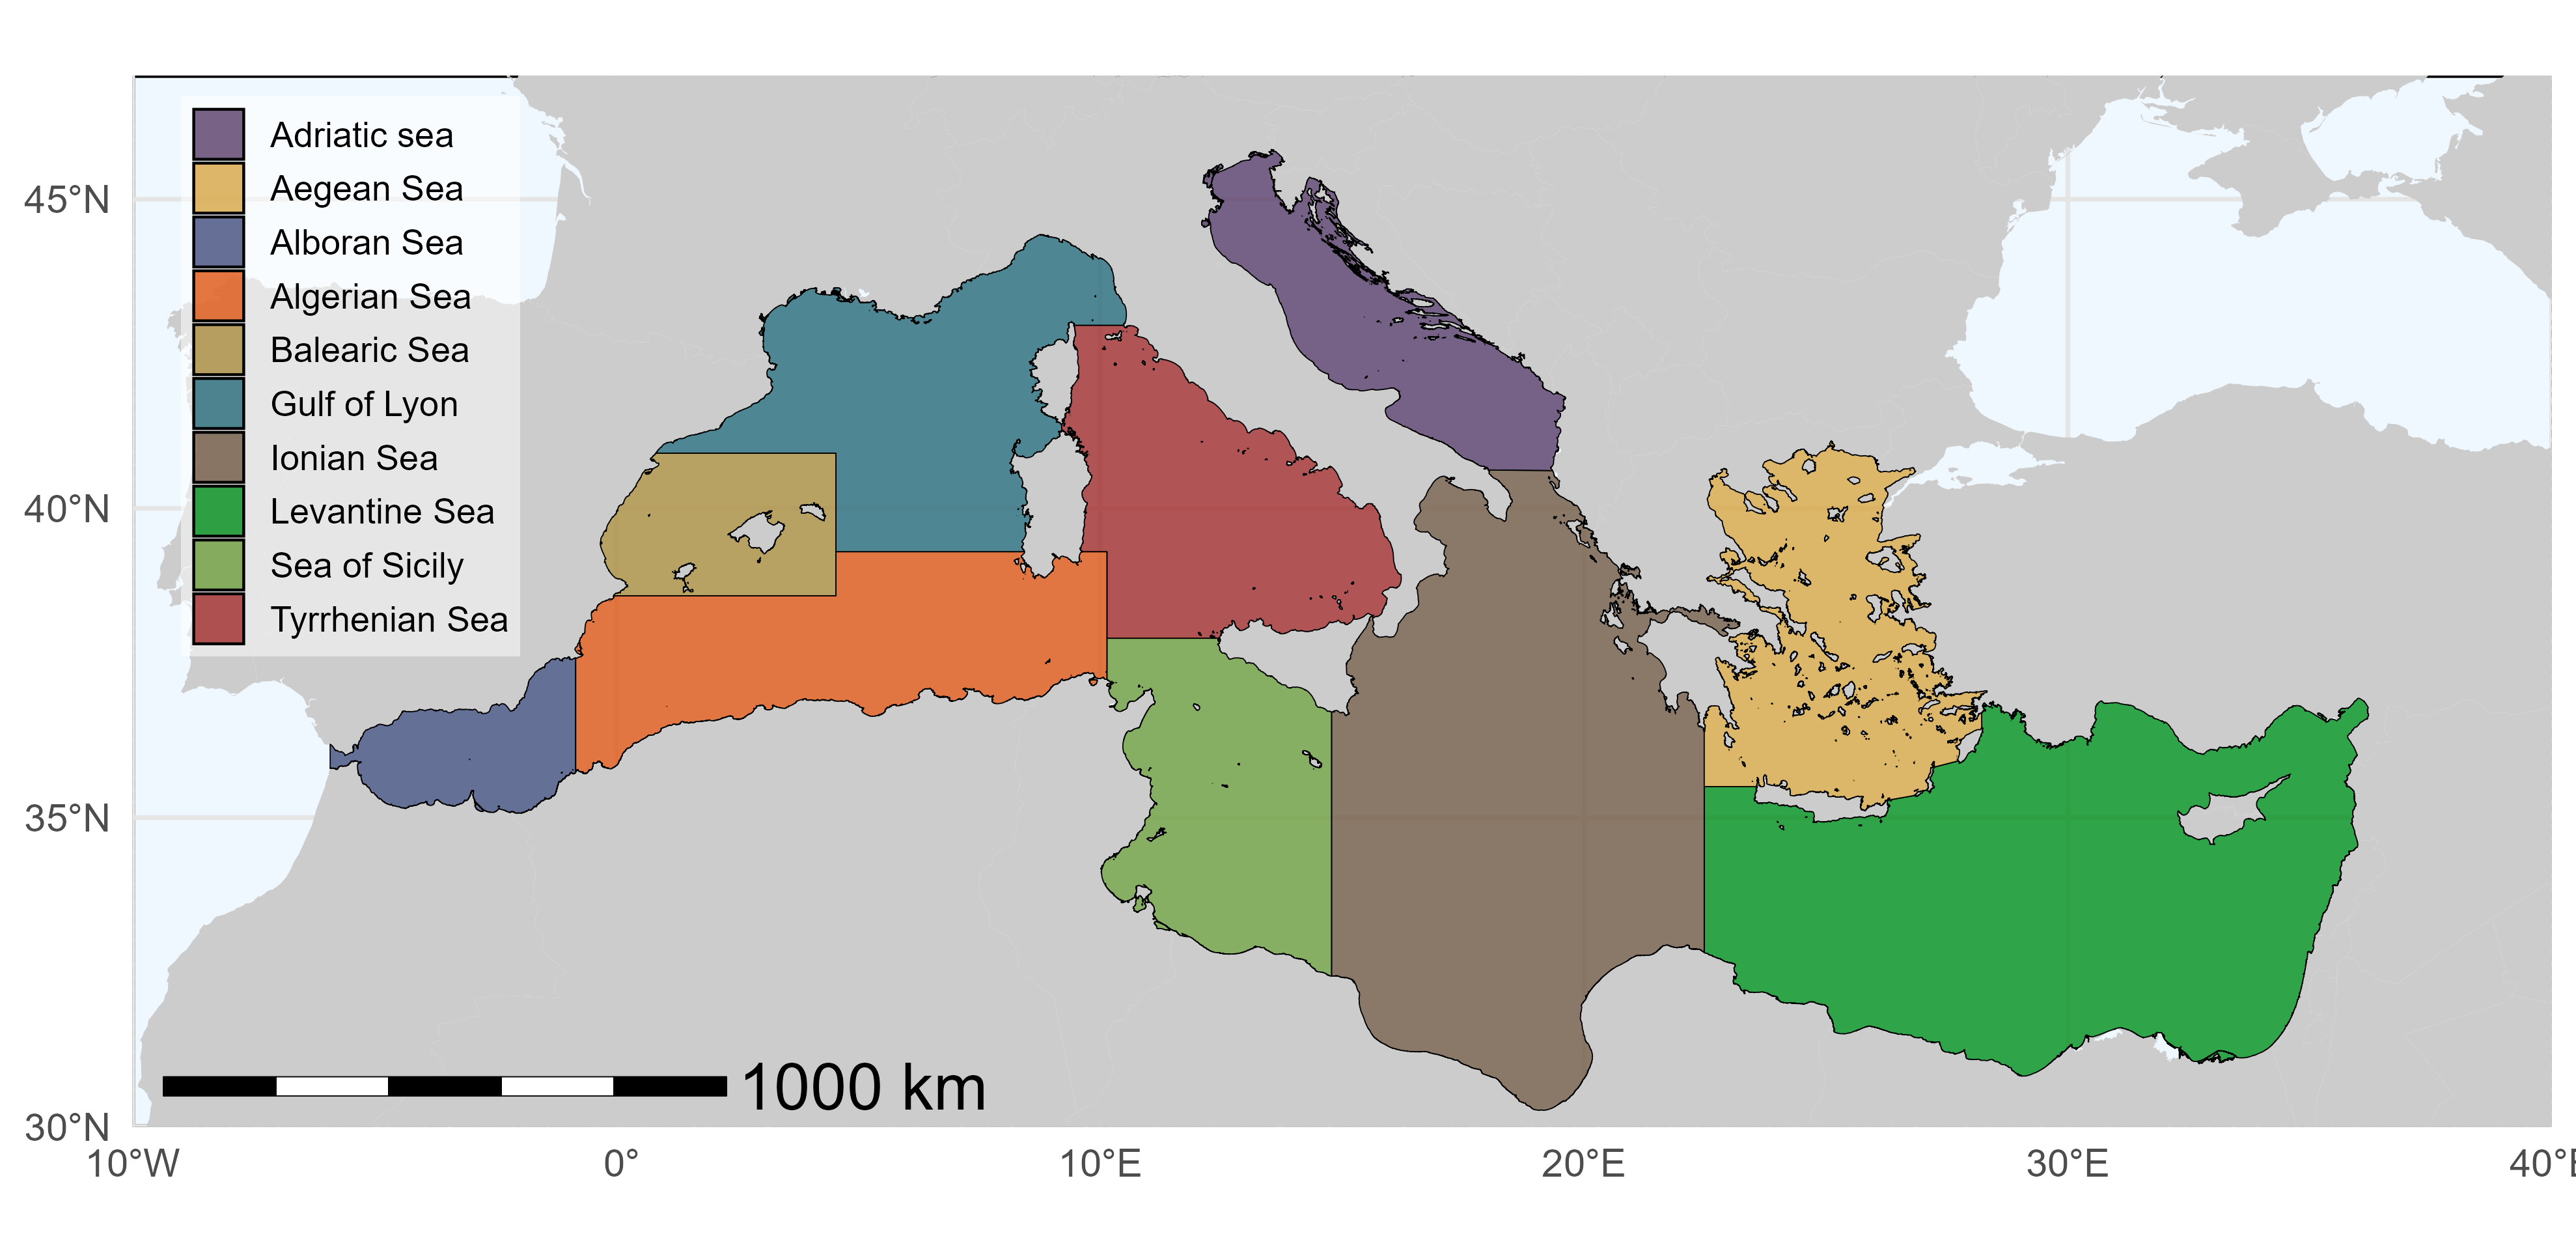 Adriatic sea
Aegean Sea
Alboran Sea
Algerian Sea
Balearic Sea
Gulf of Lyon
Ionian Sea
Levantine Sea
Sea of Sicily
Tyrrhenian Sea
45°N
40°N
35°N
30°N
1000 km
10°W 0° 10°E 20°E 30°E 40°E